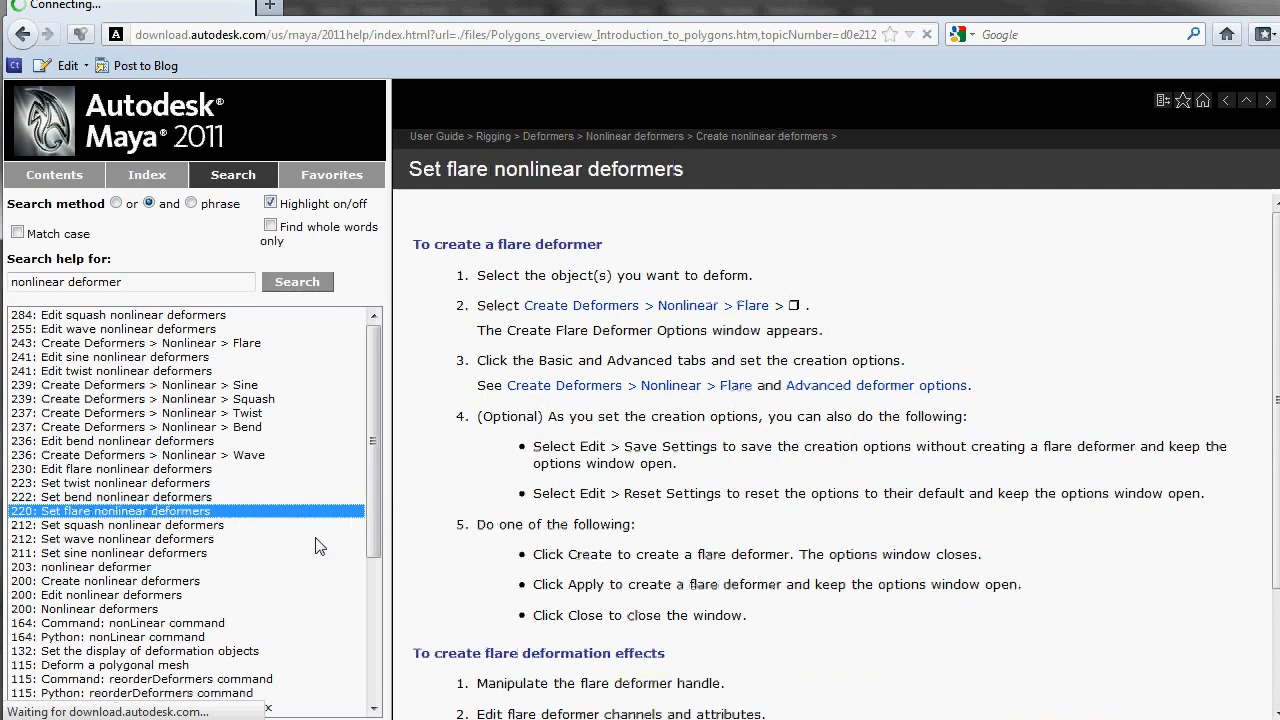 Connecting...
download.autodesk.com/us/maya/2011help/index.html?url=./files/Polygons_overview_Introduction_to_polygons.htm,topicNumber=d0e212
Google
Edit
Post to Blog
Autodesk®
Maya® 2011
Contents
Index
Search
Favorites
Search method or and phrase
Highlight on/off
Match case
Find whole words only
Search help for:
nonlinear deformer
Search
284: Edit squash nonlinear deformers
255: Edit wave nonlinear deformers
243: Create Deformers > Nonlinear > Flare
241: Edit sine nonlinear deformers
241: Edit twist nonlinear deformers
239: Create Deformers > Nonlinear > Sine
239: Create Deformers > Nonlinear > Squash
237: Create Deformers > Nonlinear > Twist
237: Create Deformers > Nonlinear > Bend
236: Edit bend nonlinear deformers
236: Create Deformers > Nonlinear > Wave
230: Edit flare nonlinear deformers
223: Set twist nonlinear deformers
222: Set bend nonlinear deformers
220: Set flare nonlinear deformers
212: Set squash nonlinear deformers
212: Set wave nonlinear deformers
211: Set sine nonlinear deformers
203: nonlinear deformer
200: Create nonlinear deformers
200: Edit nonlinear deformers
200: Nonlinear deformers
164: Command: nonLinear command
164: Python: nonLinear command
132: Set the display of deformation objects
115: Deform a polygonal mesh
115: Command: reorderDeformers command
115: Python: reorderDeformers command
Waiting for download.autodesk.com...
User Guide > Rigging > Deformers > Nonlinear deformers > Create nonlinear deformers >
Set flare nonlinear deformers
To create a flare deformer
1. Select the object(s) you want to deform.
2. Select Create Deformers > Nonlinear > Flare > ❐ .
The Create Flare Deformer Options window appears.
3. Click the Basic and Advanced tabs and set the creation options.
See Create Deformers > Nonlinear > Flare and Advanced deformer options.
4. (Optional) As you set the creation options, you can also do the following:
• Select Edit > Save Settings to save the creation options without creating a flare deformer and keep the
options window open.
• Select Edit > Reset Settings to reset the options to their default and keep the options window open.
5. Do one of the following:
• Click Create to create a flare deformer. The options window closes.
• Click Apply to create a flare deformer and keep the options window open.
• Click Close to close the window.
To create flare deformation effects
1. Manipulate the flare deformer handle.
2. Edit flare deformer channels and attributes.